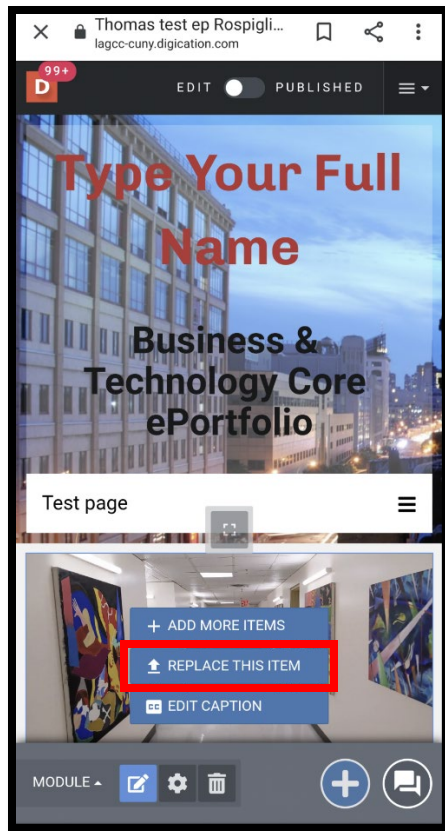 Thomas test ep Rospigli...
lagcc-cuny.digication.com
99+
D
EDIT PUBLISHED
Type Your Full
Name
Business &
Technology Core
ePortfolio
Test page
+ ADD MORE ITEMS
REPLACE THIS ITEM
CC EDIT CAPTION
MODULE